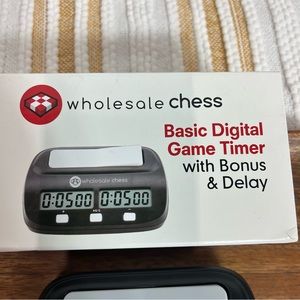 wholesale chess
Basic Digital
Game Timer
with Bonus
& Delay
wholesale chess
0:05:00 0:05:00